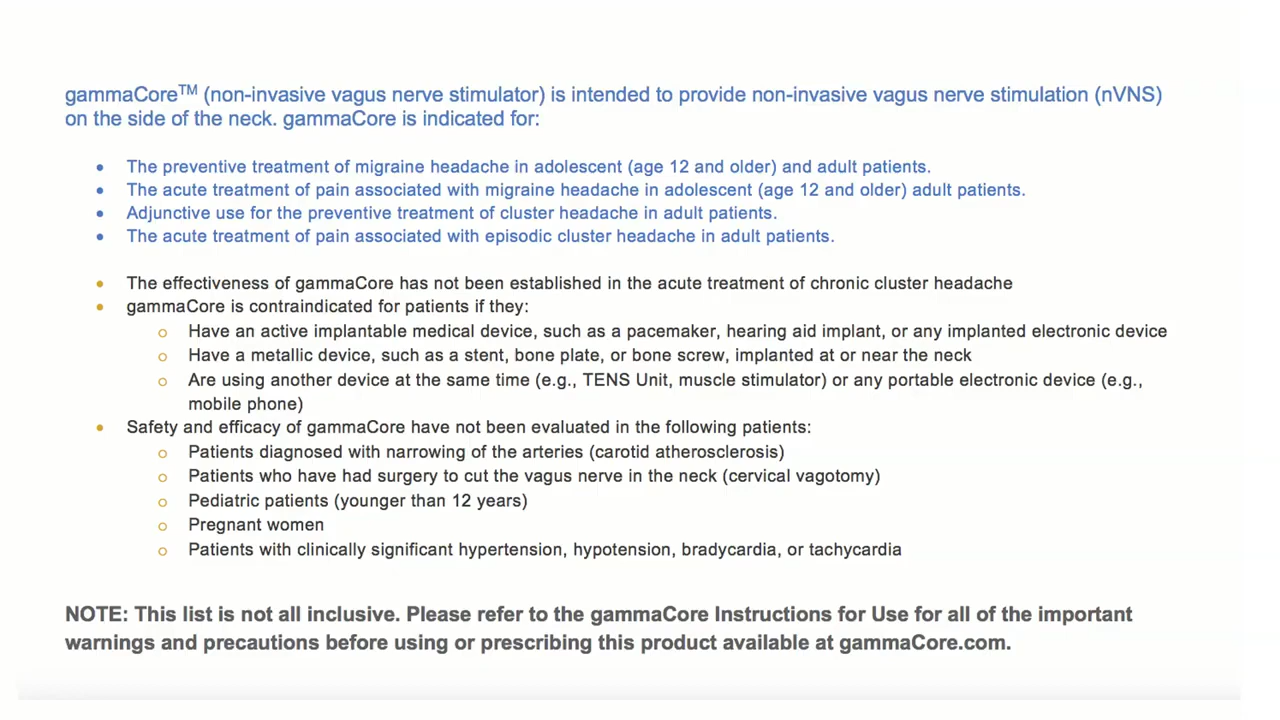 gammaCore™ (non-invasive vagus nerve stimulator) is intended to provide non-invasive vagus nerve stimulation (nVNS)
on the side of the neck. gammaCore is indicated for:
• The preventive treatment of migraine headache in adolescent (age 12 and older) and adult patients.
• The acute treatment of pain associated with migraine headache in adolescent (age 12 and older) adult patients.
• Adjunctive use for the preventive treatment of cluster headache in adult patients.
• The acute treatment of pain associated with episodic cluster headache in adult patients.
• The effectiveness of gammaCore has not been established in the acute treatment of chronic cluster headache
• gammaCore is contraindicated for patients if they:
o Have an active implantable medical device, such as a pacemaker, hearing aid implant, or any implanted electronic device
o Have a metallic device, such as a stent, bone plate, or bone screw, implanted at or near the neck
o Are using another device at the same time (e.g., TENS Unit, muscle stimulator) or any portable electronic device (e.g.,
mobile phone)
• Safety and efficacy of gammaCore have not been evaluated in the following patients:
o Patients diagnosed with narrowing of the arteries (carotid atherosclerosis)
o Patients who have had surgery to cut the vagus nerve in the neck (cervical vagotomy)
o Pediatric patients (younger than 12 years)
o Pregnant women
o Patients with clinically significant hypertension, hypotension, bradycardia, or tachycardia
NOTE: This list is not all inclusive. Please refer to the gammaCore Instructions for Use for all of the important
warnings and precautions before using or prescribing this product available at gammaCore.com.